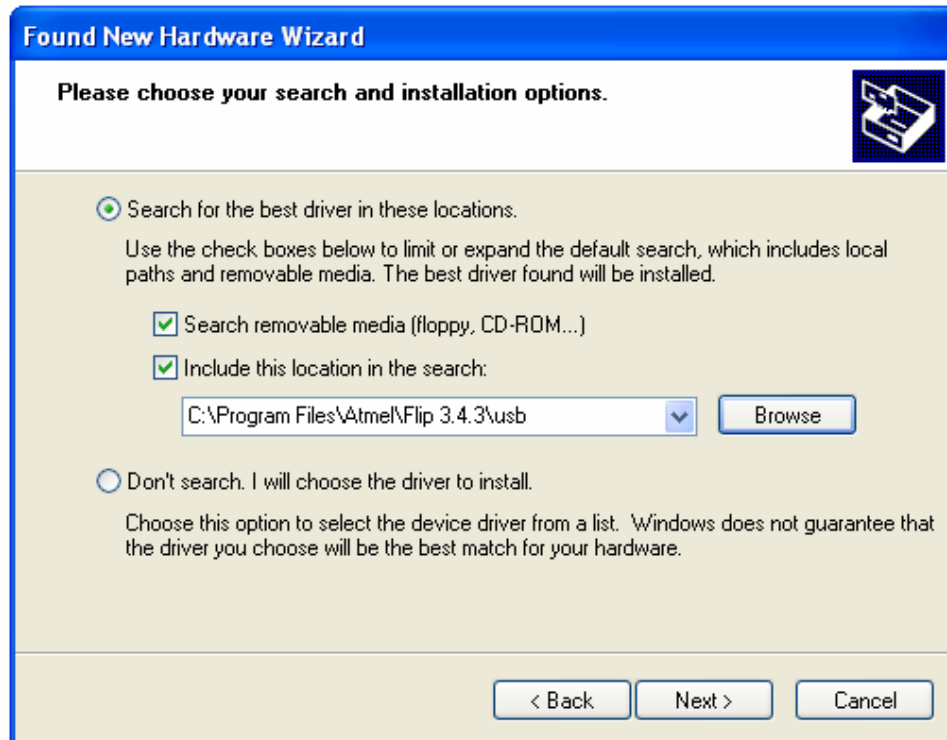 Found New Hardware Wizard
Please choose your search and installation options.
Search for the best driver in these locations.
Use the check boxes below to limit or expand the default search, which includes local
paths and removable media. The best driver found will be installed.
Search removable media (floppy, CD-ROM...)
Include this location in the search:
C:\Program Files\Atmel\Flip 3.4.3\usb
Browse
Don't search. I will choose the driver to install.
Choose this option to select the device driver from a list. Windows does not guarantee that
the driver you choose will be the best match for your hardware.
< Back
Next >
Cancel